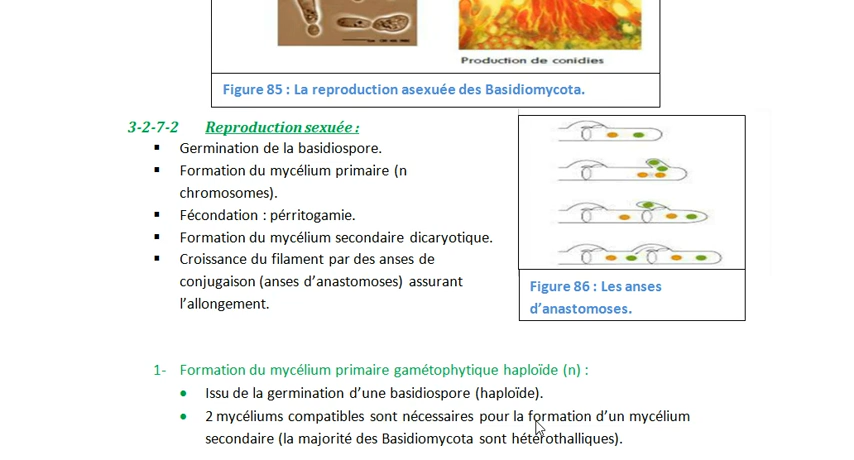 Production de conidies
Figure 85 : La reproduction asexuée des Basidiomycota.
3-2-7-2 Reproduction sexuée :
▪ Germination de la basidiospore.
▪ Formation du mycélium primaire (n
chromosomes).
▪ Fécondation : pérritogamie.
▪ Formation du mycélium secondaire dicaryotique.
▪ Croissance du filament par des anses de
conjugaison (anses d’anastomoses) assurant
l’allongement.
Figure 86 : Les anses
d’anastomoses.
1- Formation du mycélium primaire gamétophytique haploïde (n) :
• Issu de la germination d’une basidiospore (haploïde).
• 2 mycéliums compatibles sont nécessaires pour la formation d’un mycélium
secondaire (la majorité des Basidiomycota sont hétérothalliques).